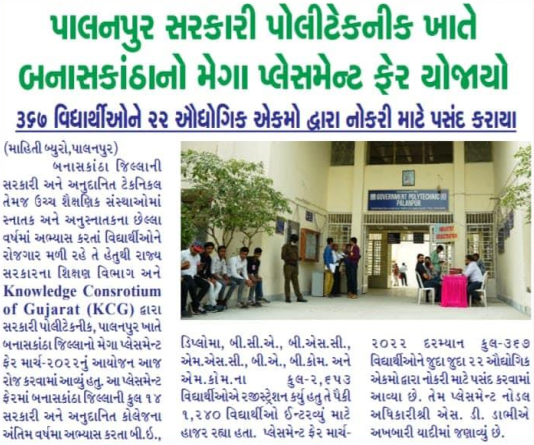 પાલનપુર સરકારી પોલીટેકનીક ખાતે
બનાસકાંઠાનો મેગા પ્લેસમેન્ટ ફેર યોજાયો
૩૬૭ વિદ્યાર્થીઓને ૨૨ ઔધોગિક એકમો દ્વારા નોકરી માટે પસંદ કરાયા
(માહિતી બ્યુરો,પાલનપુર)
બનાસકાંઠા જિલ્લાની
સરકારી અને અનુદાનિત ટેકનિકલ
તેમજ ઉચ્ચ શૈક્ષણિક સંસ્થાઓમાં
સ્નાતક અને અનુસ્નાતકના છેલ્લા
વર્ષમાં અભ્યાસ કરતાં વિદ્યાર્થીઓને
રોજગાર મળી રહે તે હેતુથી રાજ્ય
સરકારના શિક્ષણ વિભાગ અને
Knowledge Consrotium
of Gujarat (KCG) દ્વારા
સરકારી પોલીટેકનીક, પાલનપુર ખાતે
બનાસકાંઠા જિલ્લાનો મેગા પ્લેસમેન્ટ
ફેર માર્ચ-૨૦૨૨નું આયોજન આજ
રોજ કરવામાં આવ્યું હતુ. આ પ્લેસમેન્ટ
ફેરમાં બનાસકાંઠા જિલ્લાની કુલ ૧૪
સરકારી અને અનુદાનિત કોલેજના
અંતિમ વર્ષમા અભ્યાસ કરતા બી.ઇ.,
GOVERNMENT POLYTECHNIC
PALANPUR
ડિપ્લોમા, બી.સી.એ., બી.એસ.સી.,
એમ.એસ.સી., બી.એ., બી.કોમ. અને
એમ.કોમ.ના કુલ-૨,૬૫૩
વિદ્યાર્થીઓએ રજીસ્ટ્રેશન કર્યુ હતુ તે પૈકી
૧,૨૪૦ વિદ્યાર્થીઓ ઈન્ટરવ્યું માટે
હાજર રહ્યા હતા. પ્લેસમેન્ટ ફેર માર્ચ-
૨૦૨૨ દરમ્યાન કુલ-૩૬૭
વિદ્યાર્થીઓને જુદા જુદા ૨૨ ઔધોગિક
એકમો દ્વારા નોકરી માટે પસંદ કરવામાં
આવ્યા છે. તેમ પ્લેસમેન્ટ નોડલ
અધિકારીશ્રી એસ. ડી. ડાભીએ
અખબારી યાદીમાં જણાવ્યું છે.